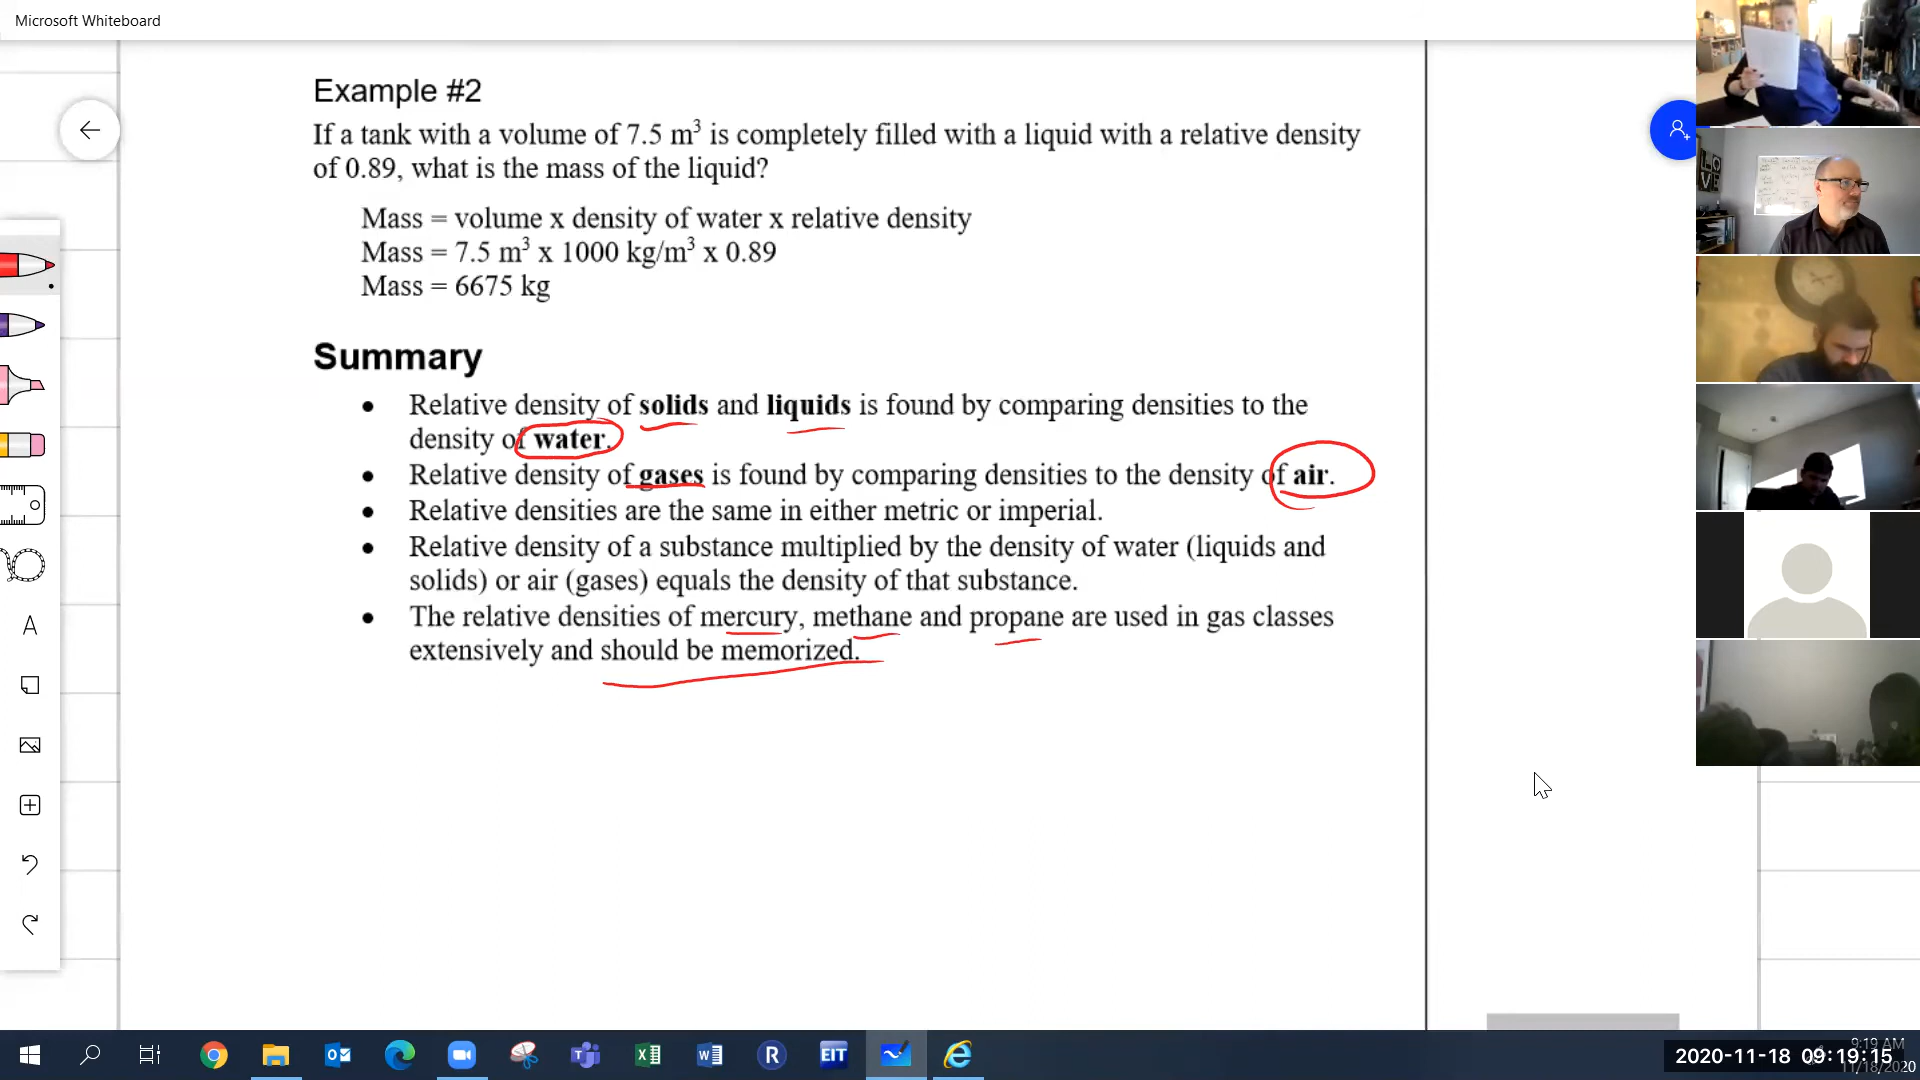 Microsoft Whiteboard
Example #2
If a tank with a volume of 7.5 m³ is completely filled with a liquid with a relative density
of 0.89, what is the mass of the liquid?
Mass = volume x density of water x relative density
Mass = 7.5 m³ x 1000 kg/m³ x 0.89
Mass = 6675 kg
Summary
• Relative density of solids and liquids is found by comparing densities to the
density of water.
• Relative density of gases is found by comparing densities to the density of air.
• Relative densities are the same in either metric or imperial.
• Relative density of a substance multiplied by the density of water (liquids and
solids) or air (gases) equals the density of that substance.
• The relative densities of mercury, methane and propane are used in gas classes
extensively and should be memorized.
A
R
EIT
9:19 AM
2020-11-18 09:19:15
11/18/2020